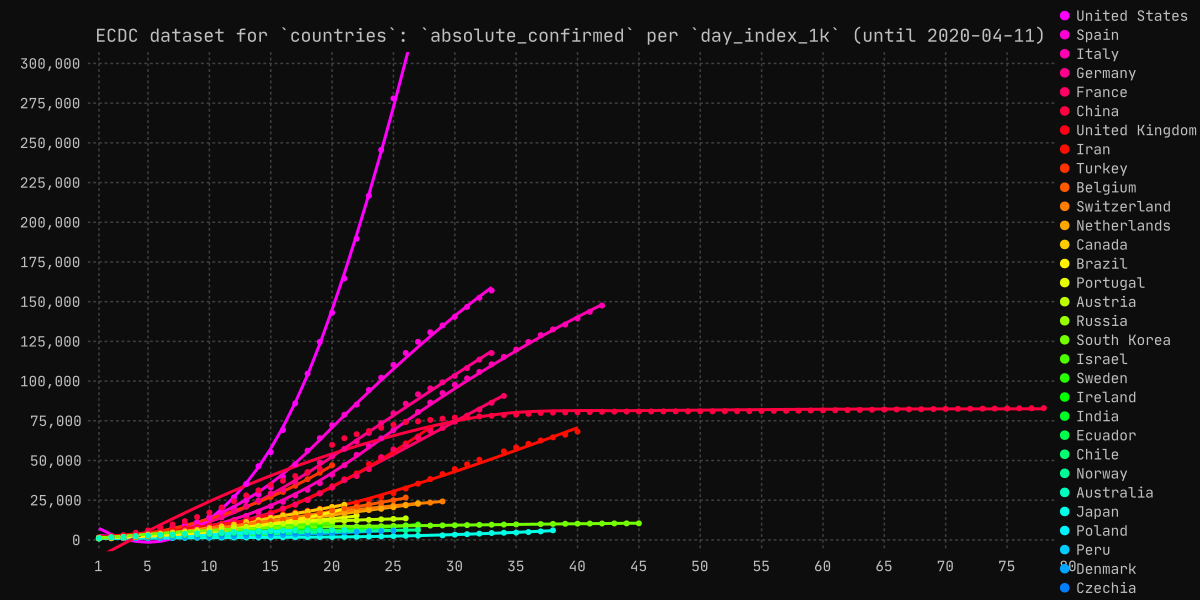 ECDC dataset for `countries`: `absolute_confirmed` per `day_index_1k` (until 2020-04-11)
300,000
275,000
250,000
225,000
200,000
175,000
150,000
125,000
100,000
75,000
50,000
25,000
0
1 5 10 15 20 25 30 35 40 45 50 55 60 65 70 75 80
United States
Spain
Italy
Germany
France
China
United Kingdom
Iran
Turkey
Belgium
Switzerland
Netherlands
Canada
Brazil
Portugal
Austria
Russia
South Korea
Israel
Sweden
Ireland
India
Ecuador
Chile
Norway
Australia
Japan
Poland
Peru
Denmark
Czechia